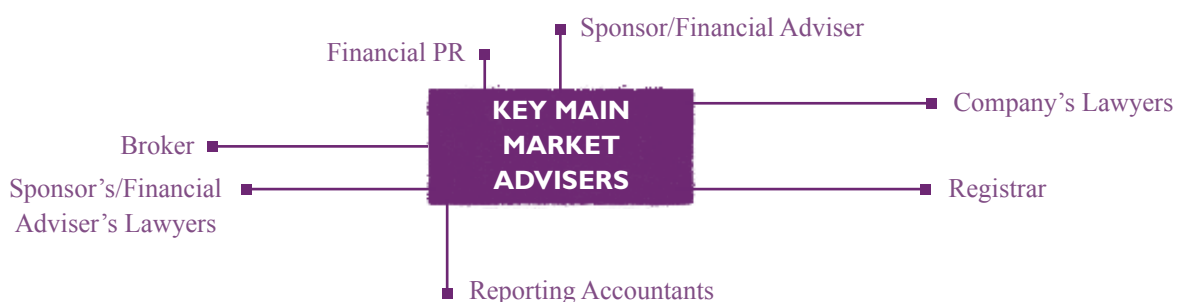 Sponsor/Financial Adviser
Financial PR
KEY MAIN
MARKET
ADVISERS
Company’s Lawyers
Broker
Sponsor’s/Financial
Adviser’s Lawyers
Registrar
Reporting Accountants